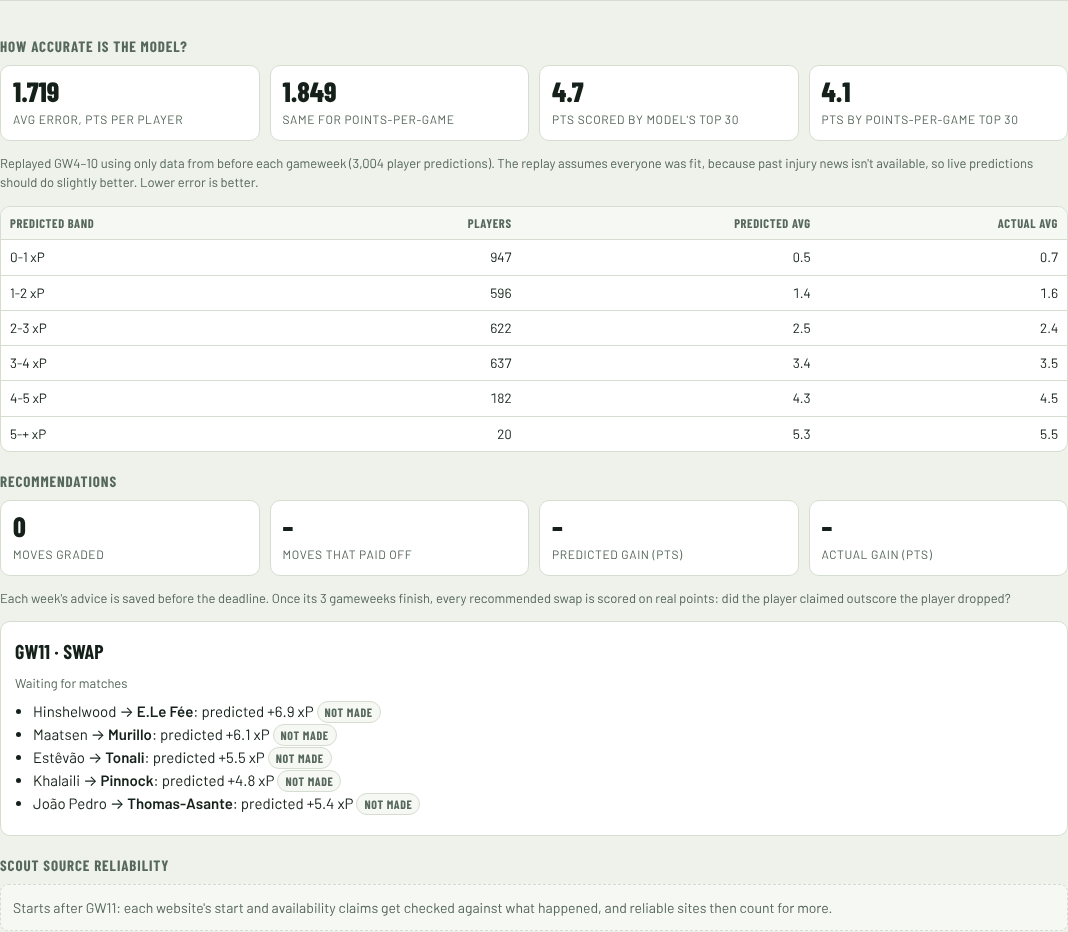 HOW ACCURATE IS THE MODEL?
1.719
AVG ERROR, PTS PER PLAYER
1.849
SAME FOR POINTS-PER-GAME
4.7
PTS SCORED BY MODEL'S TOP 30
4.1
PTS BY POINTS-PER-GAME TOP 30
Replayed GW4–10 using only data from before each gameweek (3,004 player predictions). The replay assumes everyone was fit, because past injury news isn't available, so live predictions
should do slightly better. Lower error is better.
PREDICTED BAND PLAYERS PREDICTED AVG ACTUAL AVG
0-1 xP 947 0.5 0.7
1-2 xP 596 1.4 1.6
2-3 xP 622 2.5 2.4
3-4 xP 637 3.4 3.5
4-5 xP 182 4.3 4.5
5-+ xP 20 5.3 5.5
RECOMMENDATIONS
0
MOVES GRADED
–
MOVES THAT PAID OFF
–
PREDICTED GAIN (PTS)
–
ACTUAL GAIN (PTS)
Each week's advice is saved before the deadline. Once its 3 gameweeks finish, every recommended swap is scored on real points: did the player claimed outscore the player dropped?
GW11 · SWAP
Waiting for matches
• Hinshelwood → E.Le Fée: predicted +6.9 xP NOT MADE
• Maatsen → Murillo: predicted +6.1 xP NOT MADE
• Estêvão → Tonali: predicted +5.5 xP NOT MADE
• Khalaili → Pinnock: predicted +4.8 xP NOT MADE
• João Pedro → Thomas-Asante: predicted +5.4 xP NOT MADE
SCOUT SOURCE RELIABILITY
Starts after GW11: each website's start and availability claims get checked against what happened, and reliable sites then count for more.